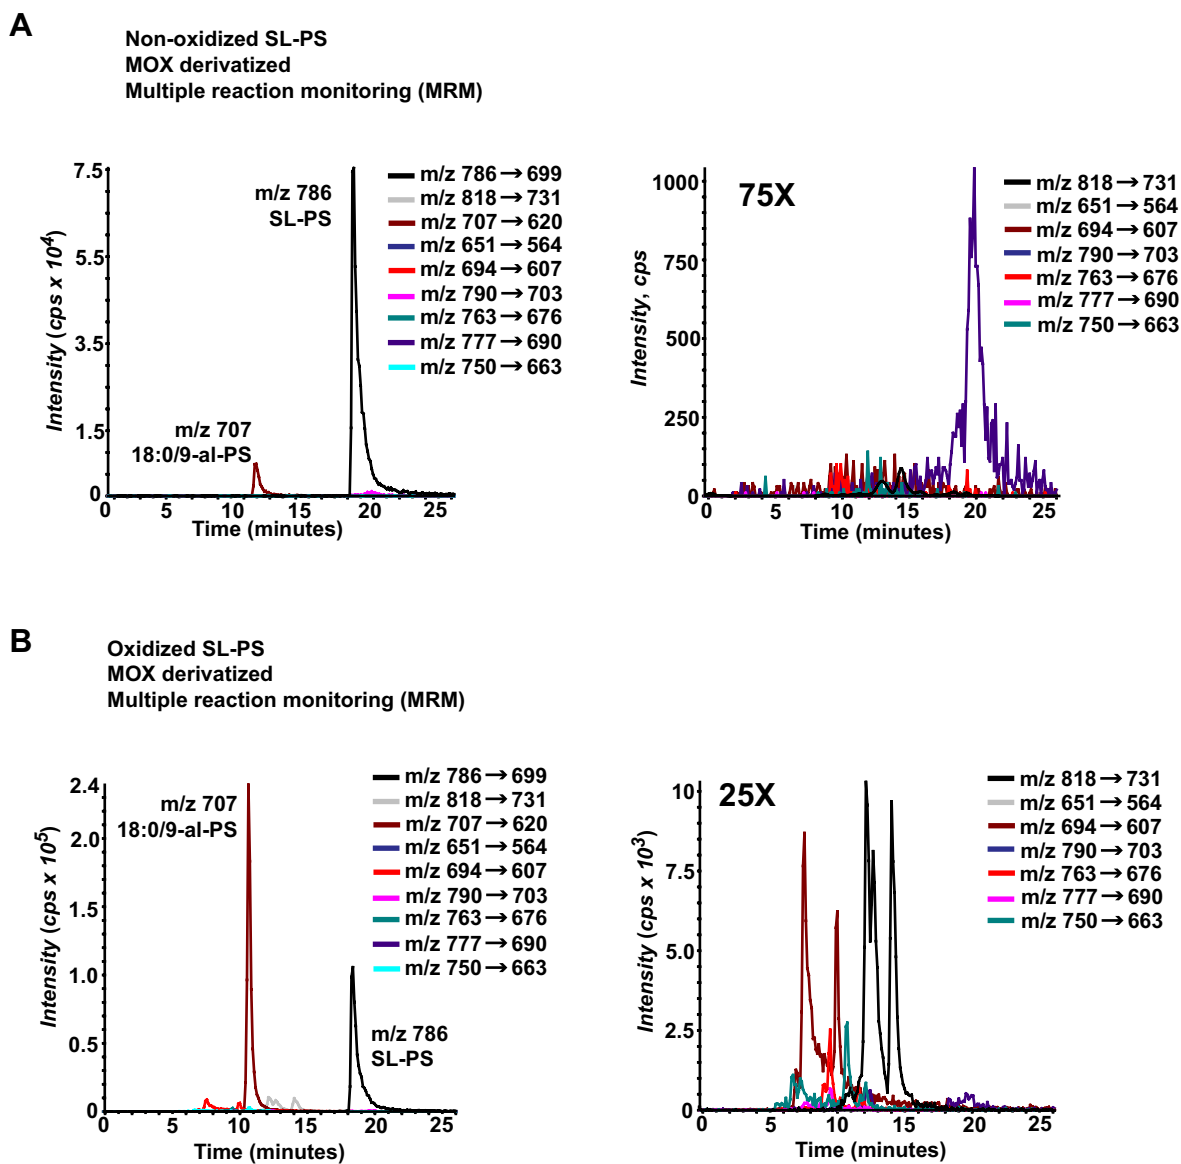 A
Non-oxidized SL-PS
MOX derivatized
Multiple reaction monitoring (MRM)
7.5
5.5
3.5
1.5
0
Intensity (cps x 10⁴)
m/z 786
SL-PS
m/z 707
18:0/9-al-PS
m/z 786→699
m/z 818→731
m/z 707→620
m/z 651→564
m/z 694→607
m/z 790→703
m/z 763→676
m/z 777→690
m/z 750→663
0 5 10 15 20 25
Time (minutes)
75X
1000
750
500
250
0
Intensity, cps
m/z 818→731
m/z 651→564
m/z 694→607
m/z 790→703
m/z 763→676
m/z 777→690
m/z 750→663
0 5 10 15 20 25
Time (minutes)
B
Oxidized SL-PS
MOX derivatized
Multiple reaction monitoring (MRM)
2.4
2.0
1.5
1.0
0.5
0
Intensity (cps x 10⁵)
m/z 707
18:0/9-al-PS
m/z 786
SL-PS
m/z 786→699
m/z 818→731
m/z 707→620
m/z 651→564
m/z 694→607
m/z 790→703
m/z 763→676
m/z 777→690
m/z 750→663
0 5 10 15 20 25
Time (minutes)
25X
10
7.5
5.0
2.5
0
Intensity (cps x 10³)
m/z 818→731
m/z 651→564
m/z 694→607
m/z 790→703
m/z 763→676
m/z 777→690
m/z 750→663
0 5 10 15 20 25
Time (minutes)